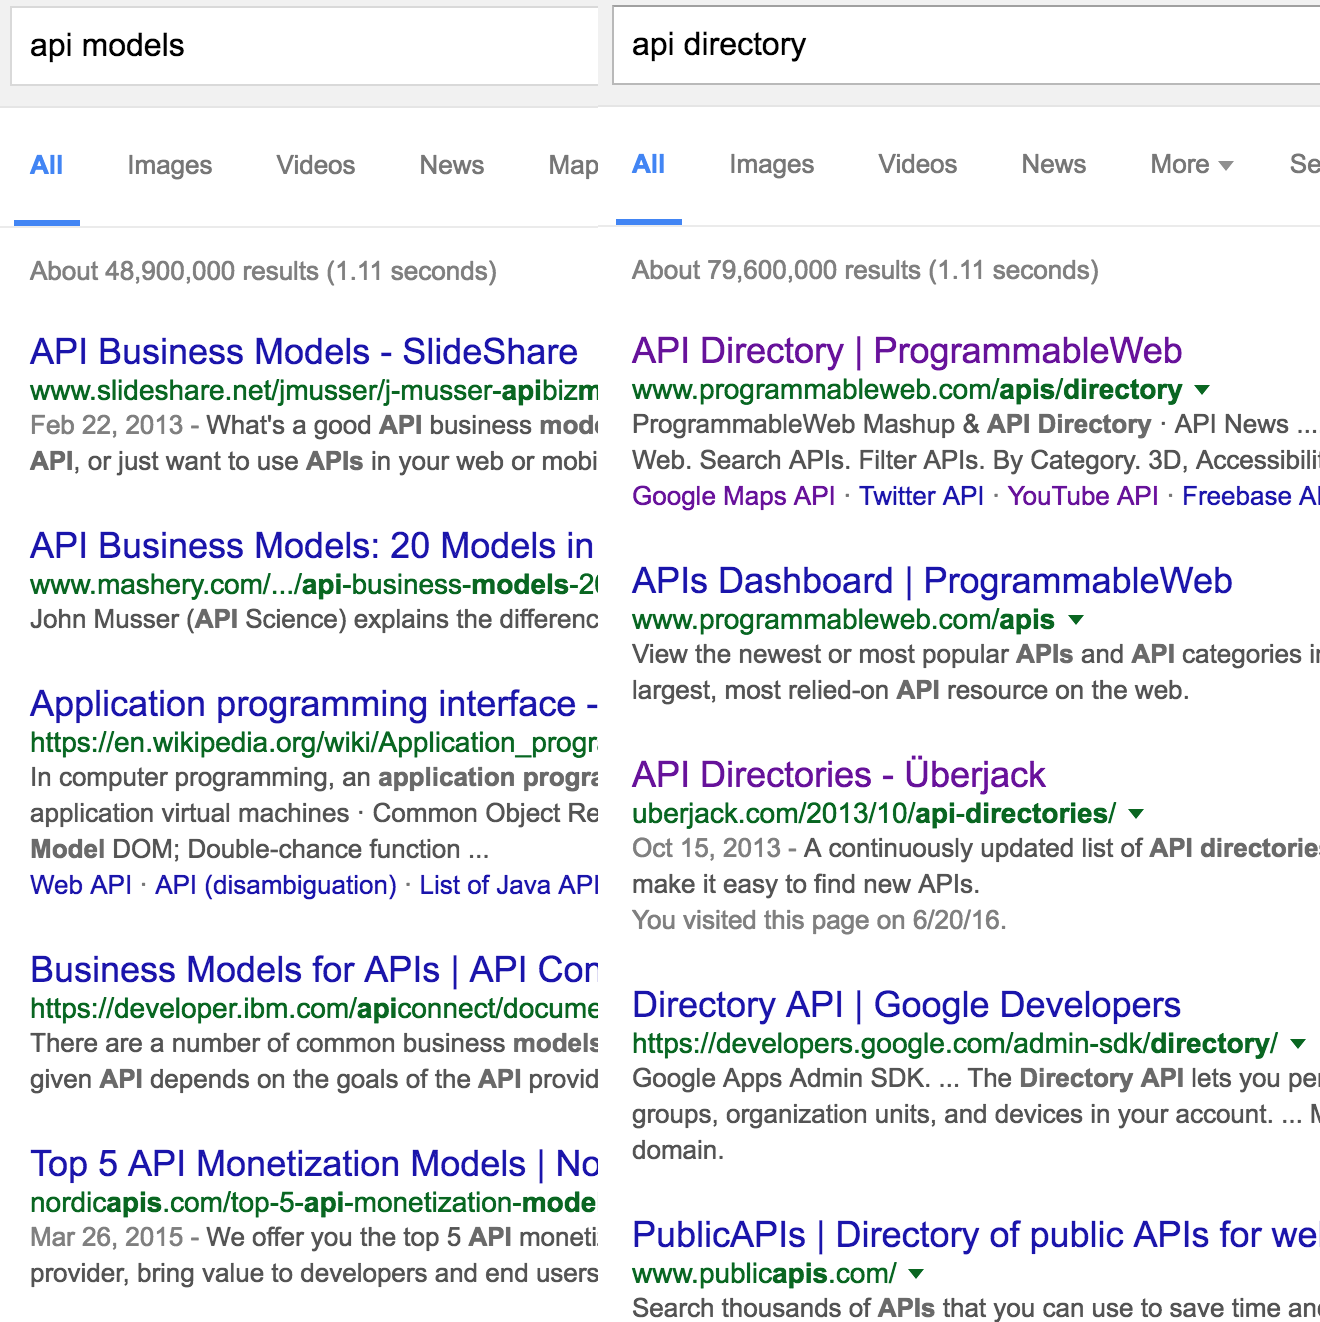 api models
All Images Videos News Map
About 48,900,000 results (1.11 seconds)
API Business Models - SlideShare
www.slideshare.net/jmusser/j-musser-apibizm
Feb 22, 2013 - What's a good API business mode
API, or just want to use APIs in your web or mobi
API Business Models: 20 Models in
www.mashery.com/.../api-business-models-20
John Musser (API Science) explains the differenc
Application programming interface -
https://en.wikipedia.org/wiki/Application_progr
In computer programming, an application progra
application virtual machines · Common Object Re
Model DOM; Double-chance function ...
Web API · API (disambiguation) · List of Java API
Business Models for APIs | API Con
https://developer.ibm.com/apiconnect/docume
There are a number of common business models
given API depends on the goals of the API provid
Top 5 API Monetization Models | No
nordicapis.com/top-5-api-monetization-mode
Mar 26, 2015 - We offer you the top 5 API moneti
provider, bring value to developers and end users
api directory
All Images Videos News More Se
About 79,600,000 results (1.11 seconds)
API Directory | ProgrammableWeb
www.programmableweb.com/apis/directory
ProgrammableWeb Mashup & API Directory · API News ...
Web. Search APIs. Filter APIs. By Category. 3D, Accessibilit
Google Maps API · Twitter API · YouTube API · Freebase AP
APIs Dashboard | ProgrammableWeb
www.programmableweb.com/apis
View the newest or most popular APIs and API categories in
largest, most relied-on API resource on the web.
API Directories - Überjack
uberjack.com/2013/10/api-directories/
Oct 15, 2013 - A continuously updated list of API directories
make it easy to find new APIs.
You visited this page on 6/20/16.
Directory API | Google Developers
https://developers.google.com/admin-sdk/directory/
Google Apps Admin SDK. ... The Directory API lets you pe
groups, organization units, and devices in your account. ... M
domain.
PublicAPIs | Directory of public APIs for we
www.publicapis.com/
Search thousands of APIs that you can use to save time an